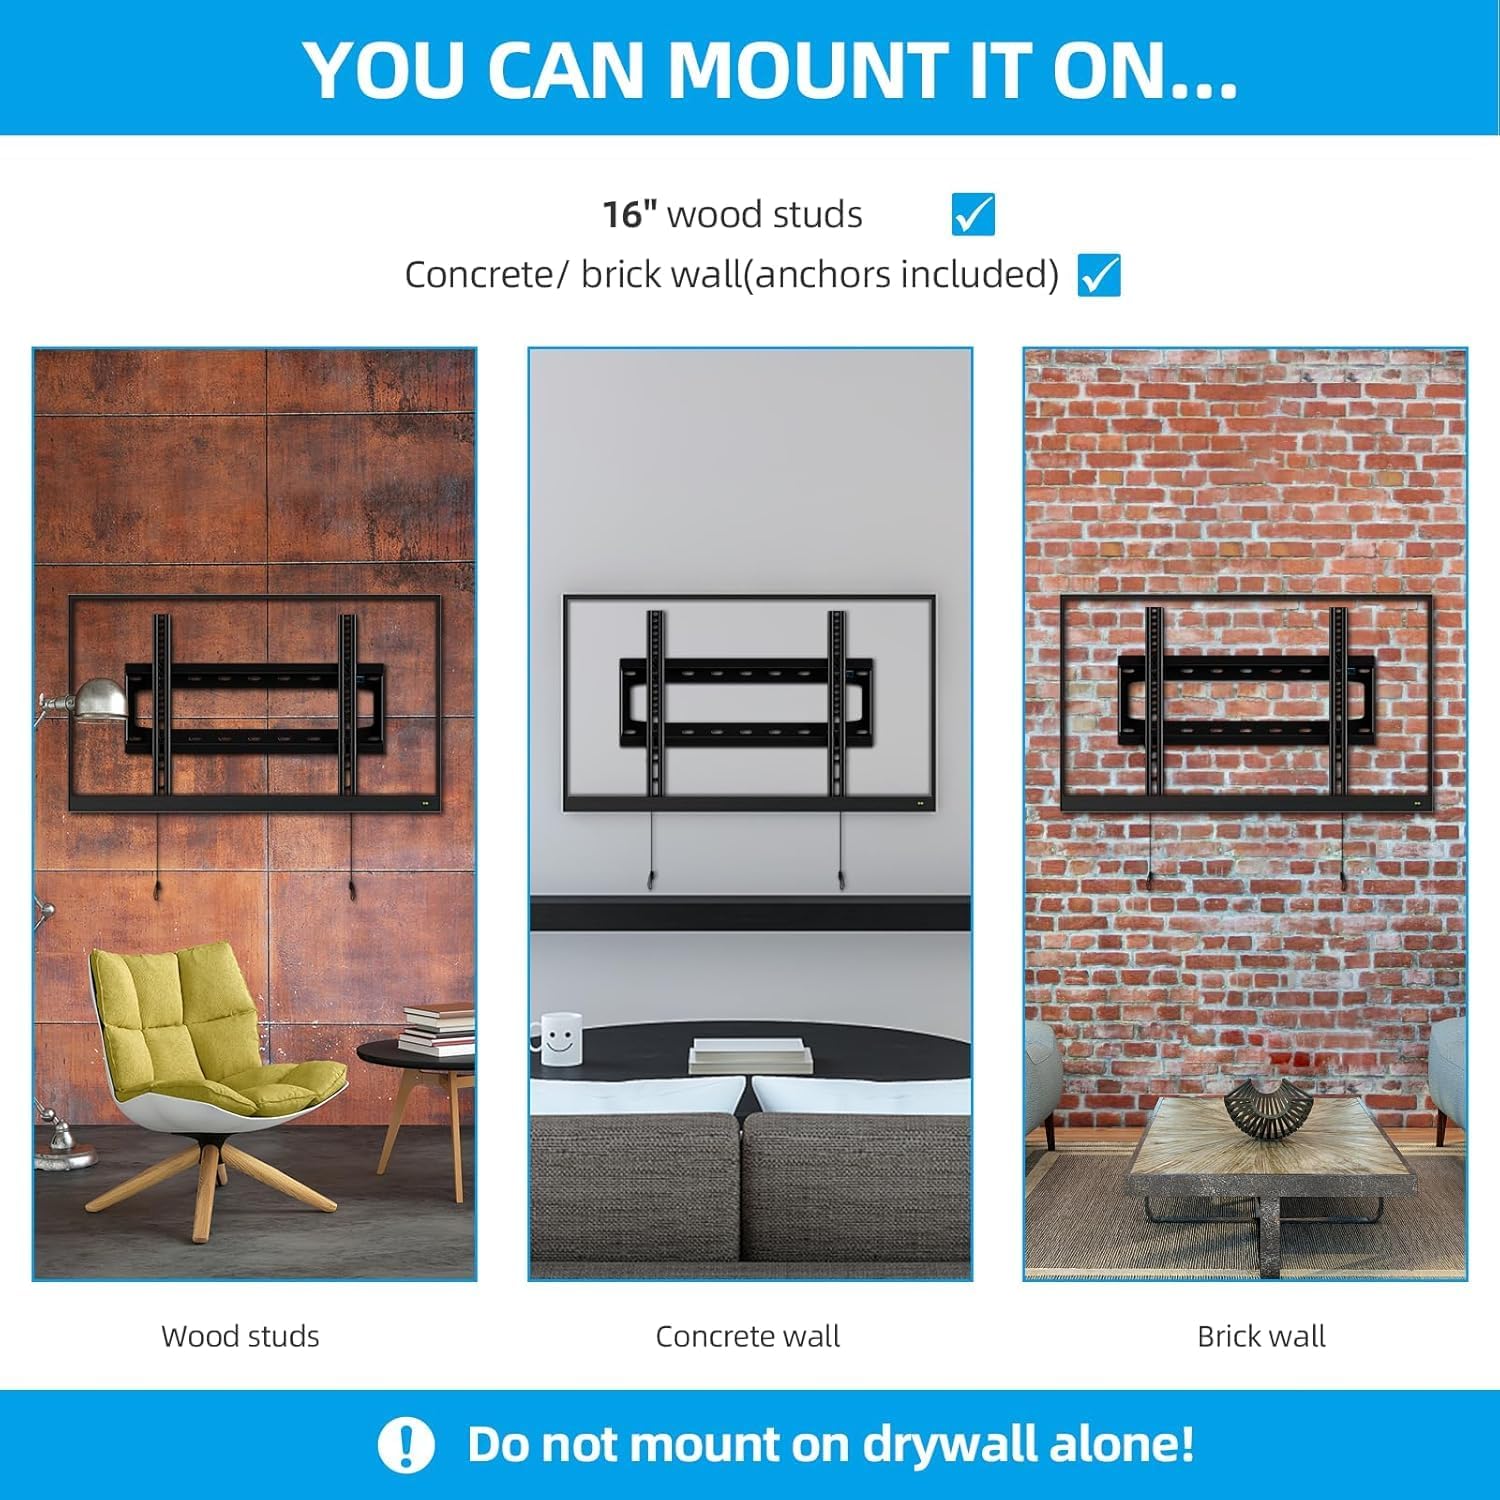 YOU CAN MOUNT IT ON...
16" wood studs
Concrete/ brick wall(anchors included)
Wood studs
Concrete wall
Brick wall
Do not mount on drywall alone!